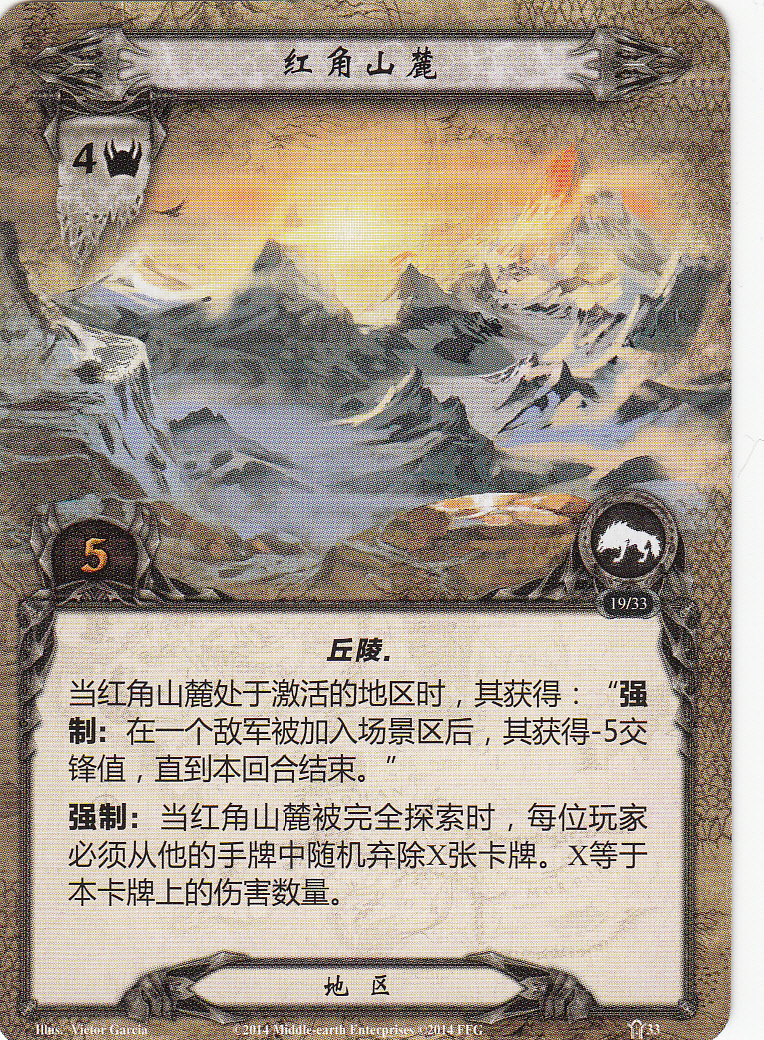 红角山麓
4
5
19/33
丘陵.
当红角山麓处于激活的地区时，其获得：“强
制：在一个敌军被加入场景区后，其获得-5交
锋值，直到本回合结束。”
强制：当红角山麓被完全探索时，每位玩家
必须从他的手牌中随机弃除X张卡牌。X等于
本卡牌上的伤害数量。
地区
Illus. Victor Garcia ©2014 Middle-earth Enterprises ©2014 FFG 33